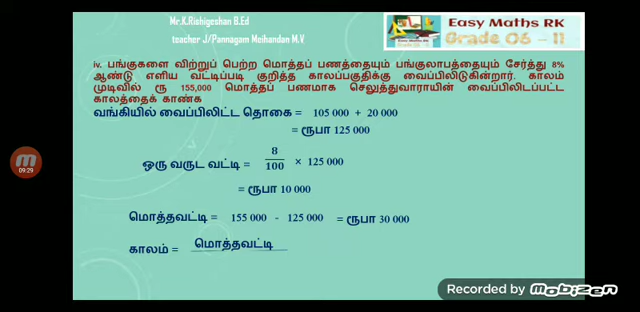 Mr.K.Rishigeshan B.Ed
teacher J/Pannagam Meihandan M.V
Easy Maths RK
Grade 06 - 11
iv. பங்குகளை விற்றுப் பெற்ற மொத்தப் பணத்தையும் பங்குலாபத்தையும் சேர்த்து 8%
ஆண்டு எளிய வட்டிப்படி குறித்த காலப்பகுதிக்கு வைப்பிலிடுகின்றார். காலம்
முடிவில் ரூ 155,000 மொத்தப் பணமாக செலுத்துவாராயின் வைப்பிலிடப்பட்ட
காலத்தைக் காண்க
வங்கியில் வைப்பிலிட்ட தொகை = 105 000 + 20 000
= ரூபா 125 000
ஒரு வருட வட்டி = 8/100 × 125 000
= ரூபா 10 000
மொத்தவட்டி = 155 000 - 125 000 = ரூபா 30 000
காலம் = மொத்தவட்டி
09:29
Recorded by Mobizen